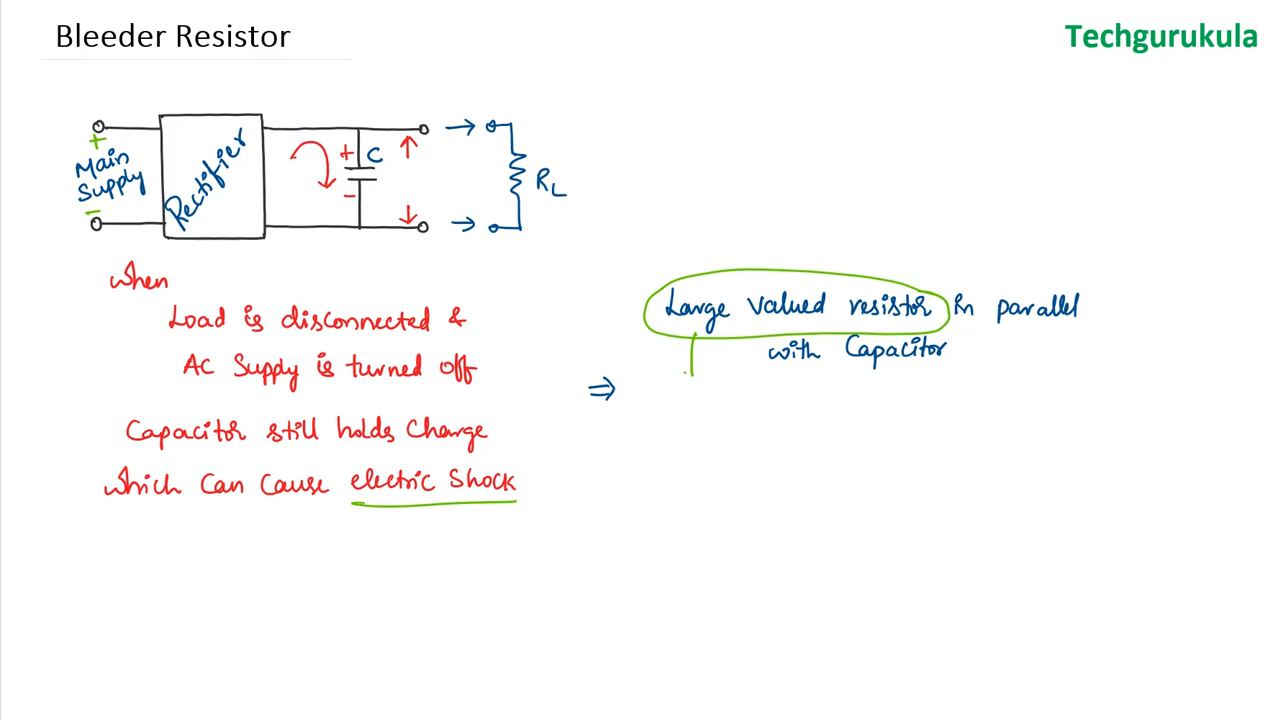 Bleeder Resistor
Techgurukula
+
Main
Supply
-
Rectifier
+
C
-
RL
when
Load is disconnected &
AC Supply is turned off
Capacitor still holds charge
which can cause electric shock
⇒
Large valued resistor in parallel
with Capacitor